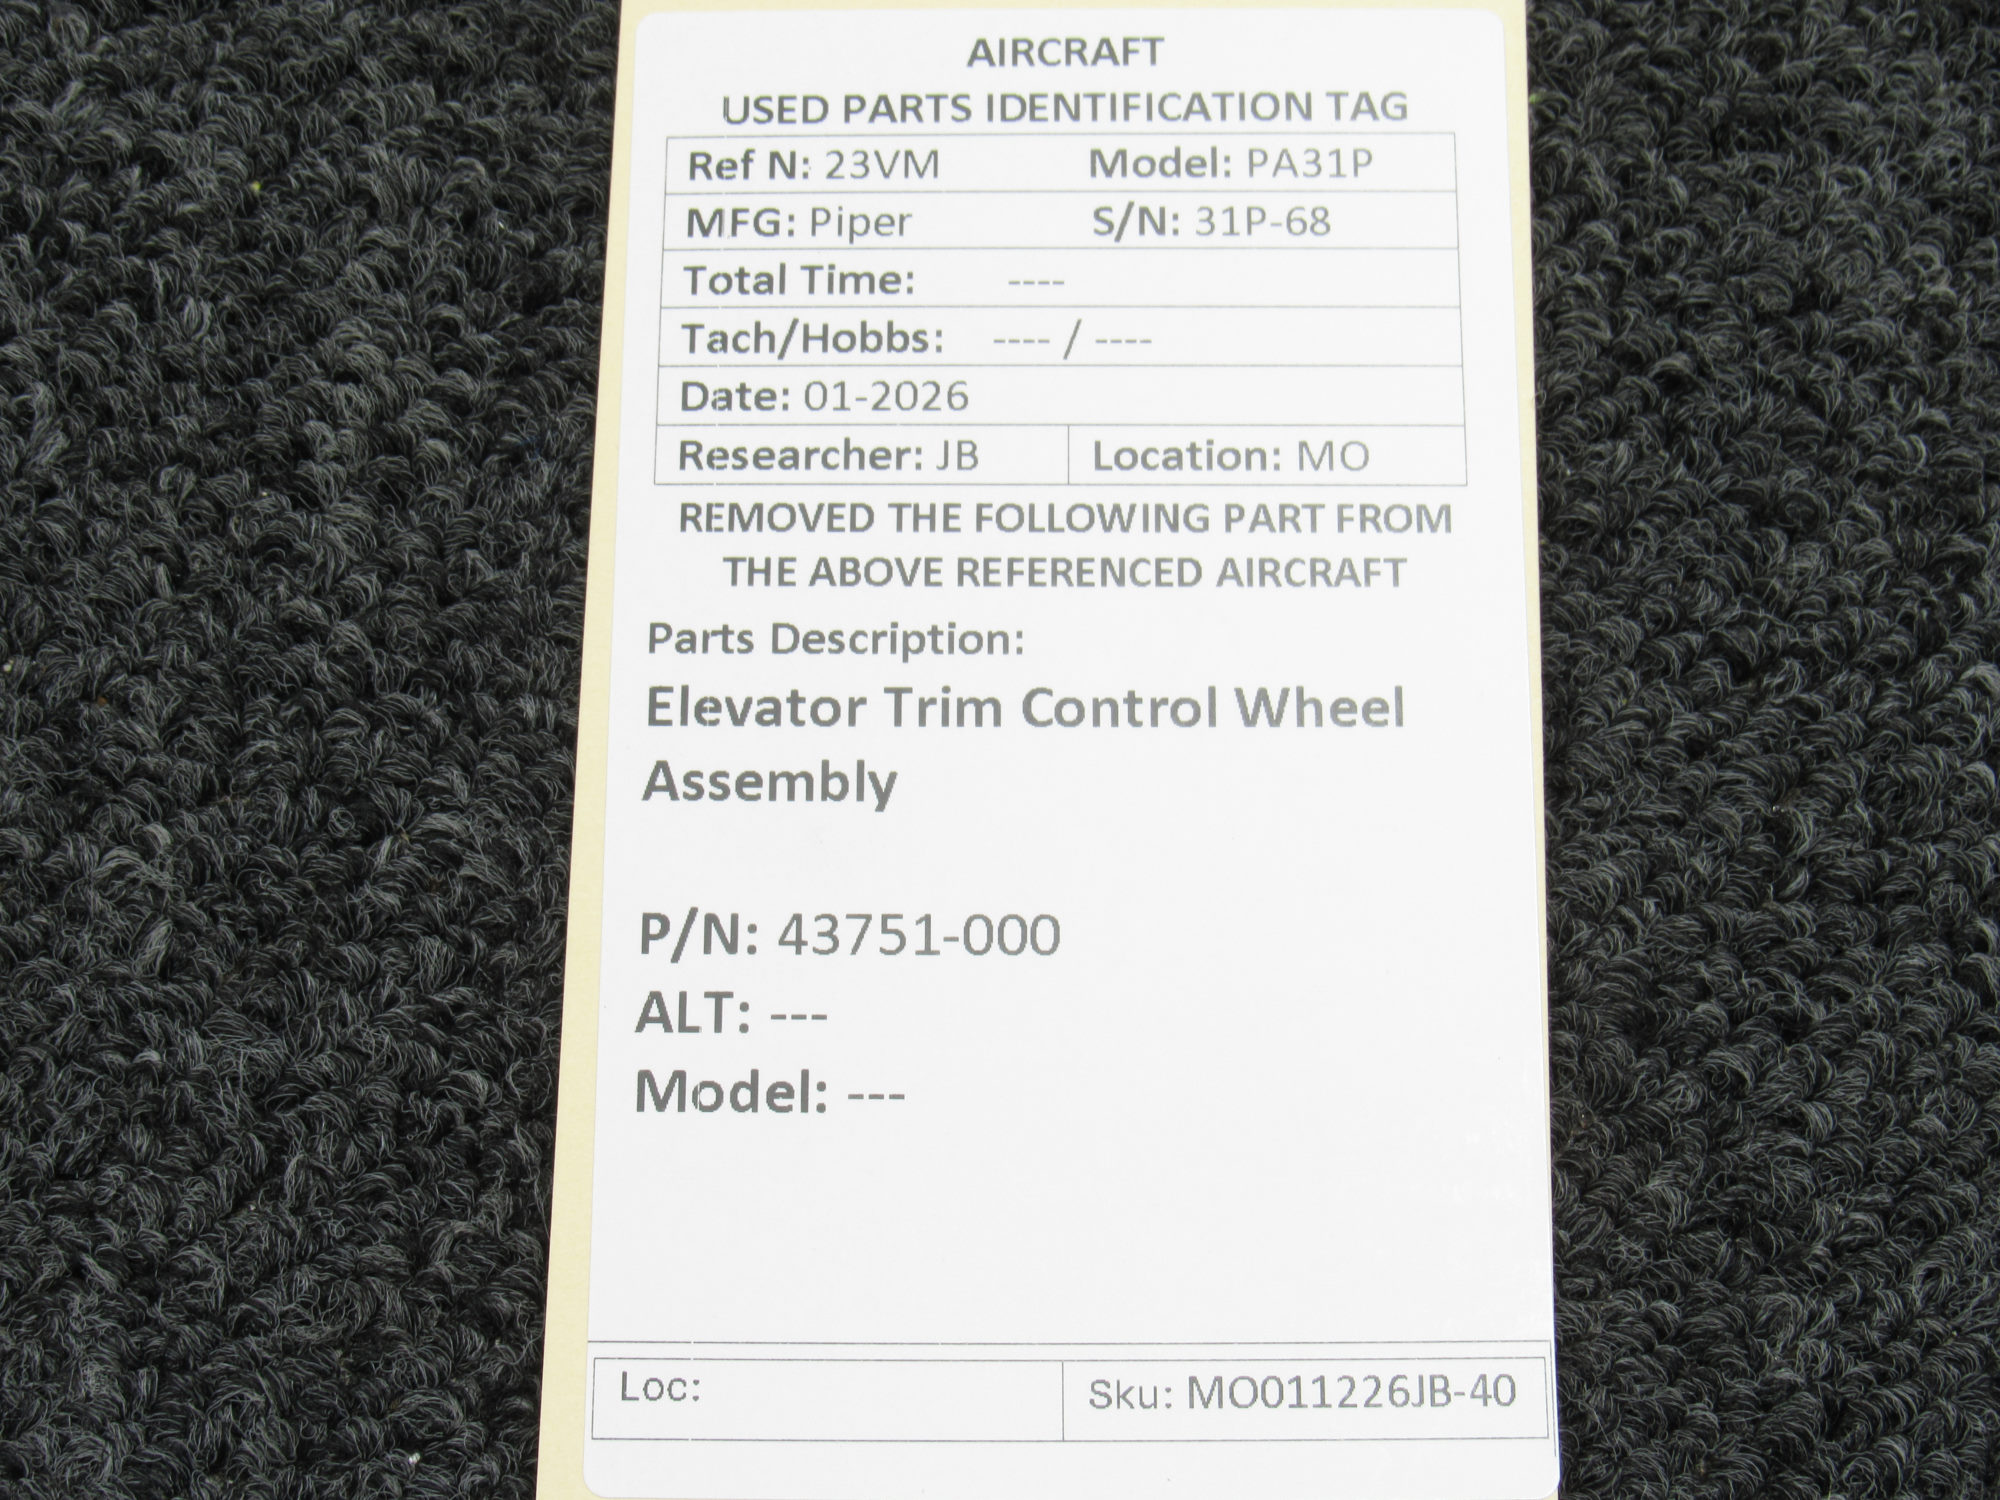 AIRCRAFT
USED PARTS IDENTIFICATION TAG
Ref N: 23VM Model: PA31P
MFG: Piper S/N: 31P-68
Total Time: ----
Tach/Hobbs: ---- / ----
Date: 01-2026
Researcher: JB Location: MO
REMOVED THE FOLLOWING PART FROM
THE ABOVE REFERENCED AIRCRAFT
Parts Description:
Elevator Trim Control Wheel
Assembly
P/N: 43751-000
ALT: ---
Model: ---
Loc: Sku: MO011226JB-40